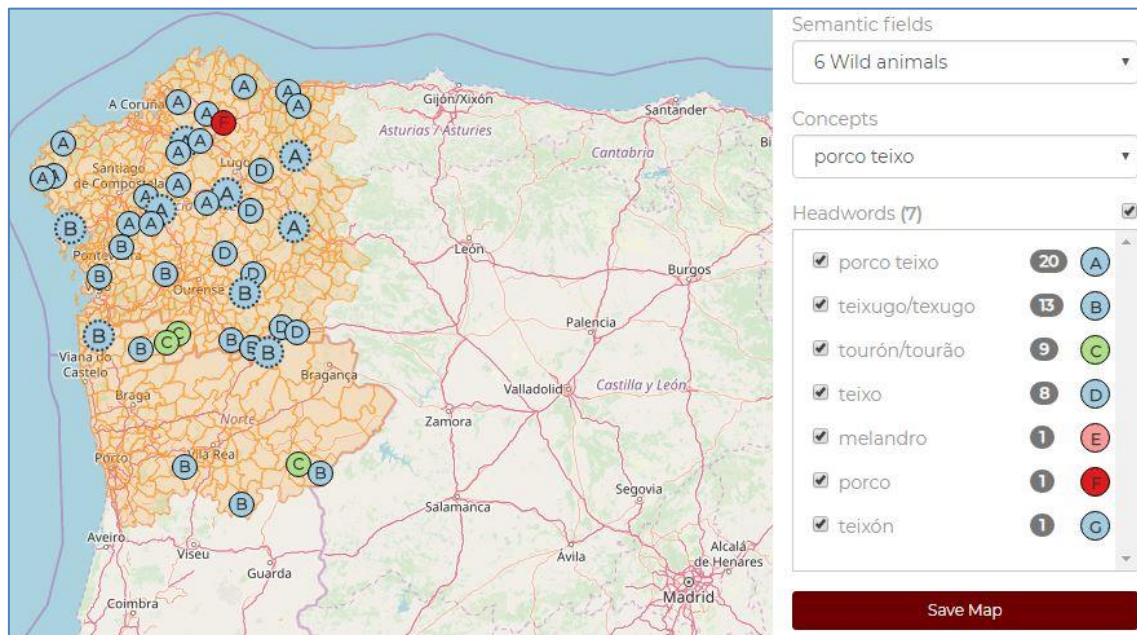 Semantic fields
6 Wild animals
Concepts
porco teixo
Headwords (7)
porco teixo 20 A
teixugo/texugo 13 B
tourón/tourão 9 C
teixo 8 D
melandro 1 E
porco 1 F
teixón 1 G
Save Map
A Coruña
Gijón/Xixón
Santander
Asturias / Asturies
Cantabria
Bi
Santiago
de Compostela
Lugo
León
Burgos
Pontevedra
Vigo
Ourense
Palencia
Viana do
Castelo
Bragança
Braga
Valladolid
Castilla y León
Zamora
Norte
Porto
Vila Real
Salamanca
Segovia
Aveiro
Viseu
Guarda
Ávila
Alcalá
de Henares
Madrid
Coimbra